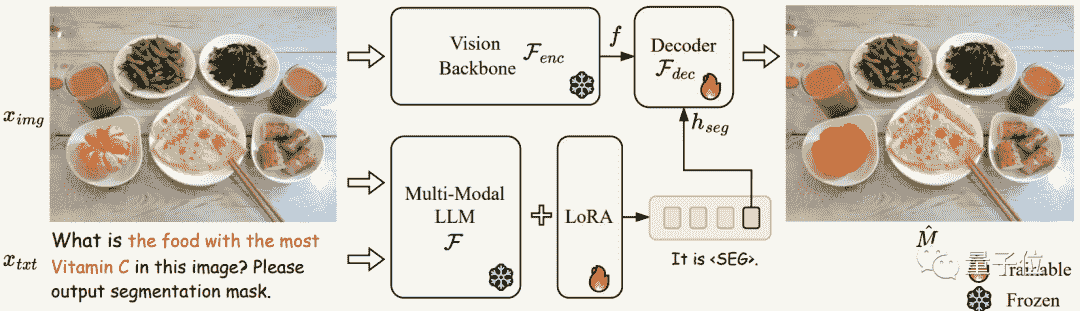 x_img
Vision
Backbone F_enc
f
Decoder
F_dec
h_seg
x_txt
What is the food with the most
Vitamin C in this image? Please
output segmentation mask.
Multi-Modal
LLM
F
LoRA
It is <SEG>.
M̂
量子位
Trainable
Frozen